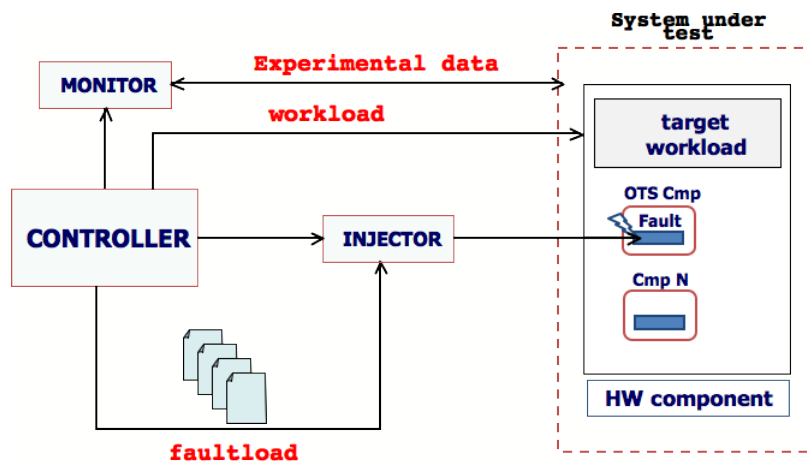 System under
test
Experimental data
MONITOR
workload
target
workload
OTS Cmp
Fault
CONTROLLER
INJECTOR
Cmp N
HW component
faultload